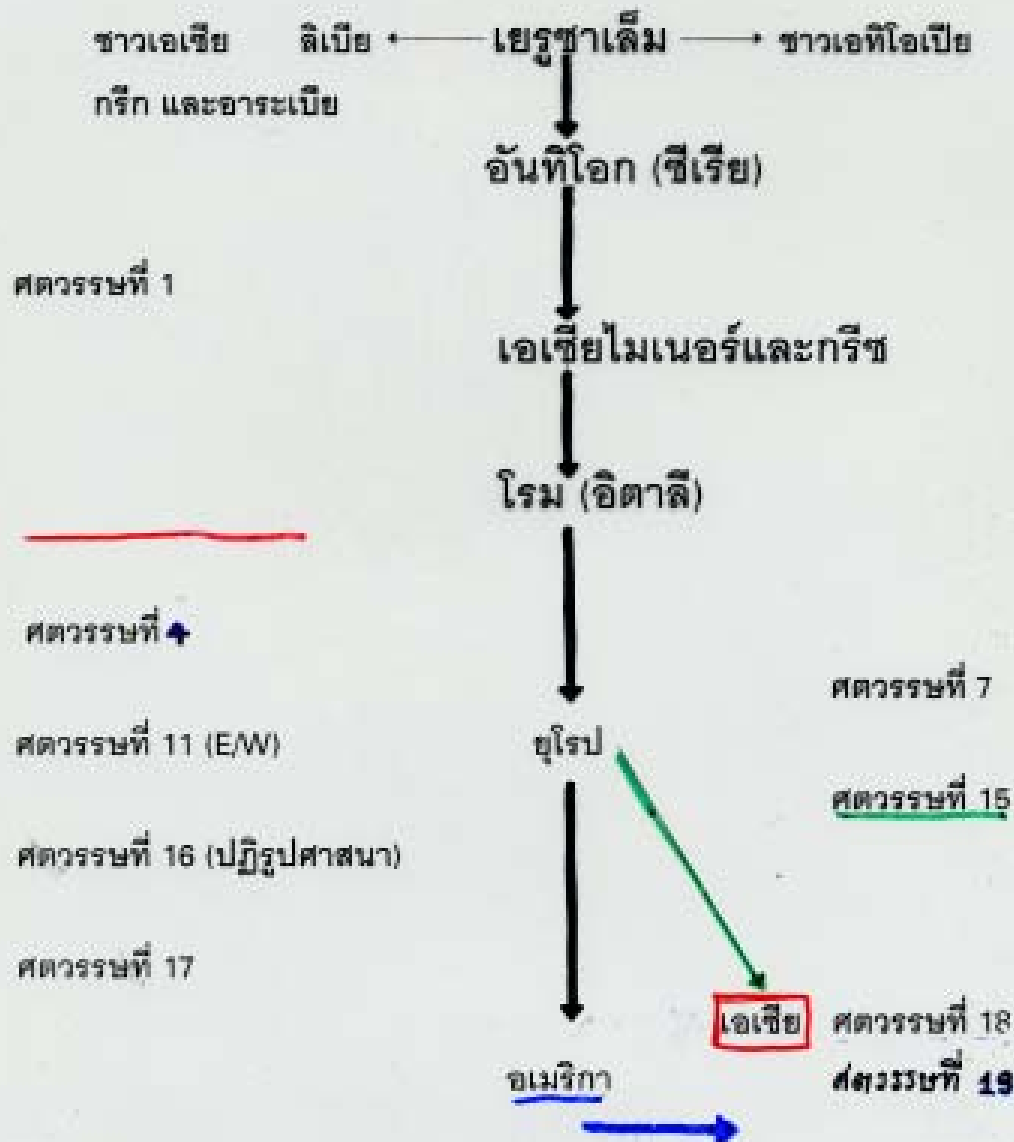 ชาวเอเซีย ลิเบีย เยรูซาเล็ม ชาวเอทิโอเปีย
กรีก และอาระเบีย
อันทิโอก (ซีเรีย)
ศตวรรษที่ 1
เอเซียไมเนอร์และกรีซ
โรม (อิตาลี)
ศตวรรษที่
ศตวรรษที่ 7
ศตวรรษที่ 11 (E/W)
ยุโรป
ศตวรรษที่ 15
ศตวรรษที่ 16 (ปฏิรูปศาสนา)
ศตวรรษที่ 17
เอเซีย ศตวรรษที่ 18
อเมริกา ศตวรรษที่ 19